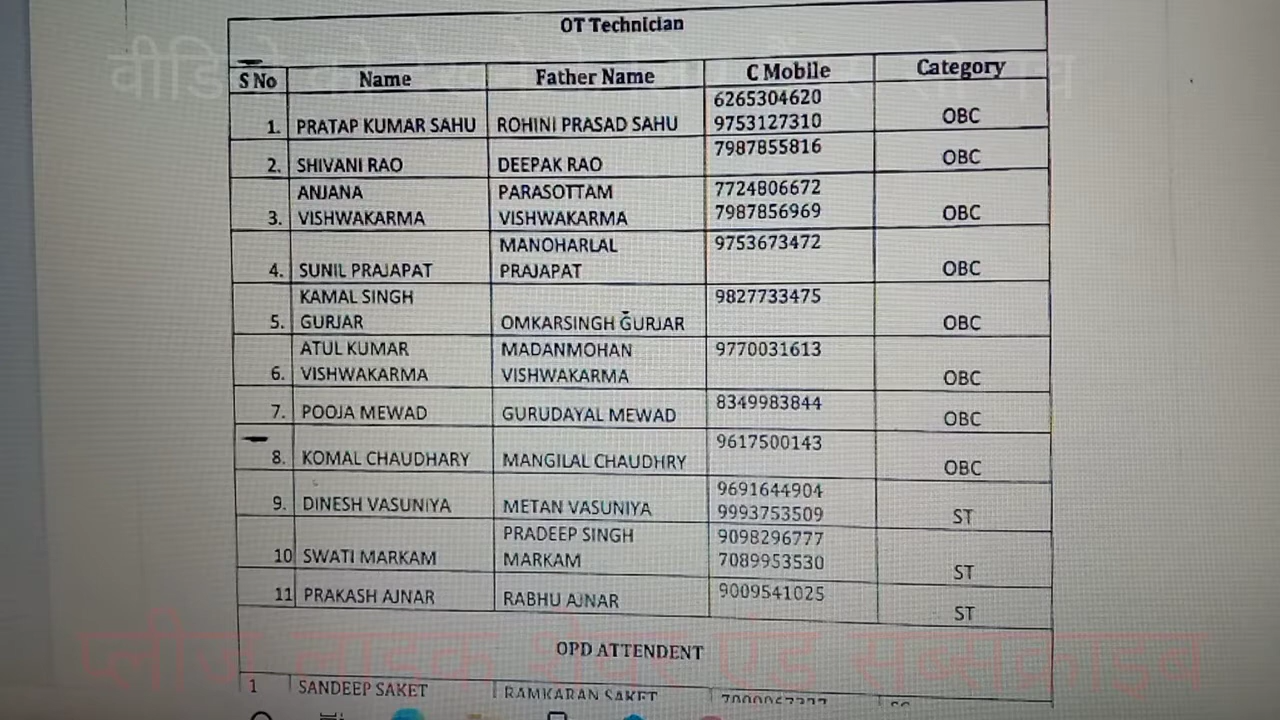 OT Technician
S No Name Father Name C Mobile Category
6265304620
1. PRATAP KUMAR SAHU ROHINI PRASAD SAHU 9753127310 OBC
7987855816
2. SHIVANI RAO DEEPAK RAO OBC
ANJANA PARASOTTAM 7724806672
3. VISHWAKARMA VISHWAKARMA 7987856969 OBC
MANOHARLAL 9753673472
4. SUNIL PRAJAPAT PRAJAPAT OBC
KAMAL SINGH 9827733475
5. GURJAR OMKARSINGH GURJAR OBC
ATUL KUMAR MADANMOHAN 9770031613
6. VISHWAKARMA VISHWAKARMA OBC
8349983844
7. POOJA MEWAD GURUDAYAL MEWAD OBC
9617500143
8. KOMAL CHAUDHARY MANGILAL CHAUDHRY OBC
9691644904
9. DINESH VASUNIYA METAN VASUNIYA 9993753509 ST
PRADEEP SINGH 9098296777
10 SWATI MARKAM MARKAM 7089953530 ST
9009541025
11 PRAKASH AJNAR RABHU AJNAR ST
प्लीज लाइक शेयर एंड सब्सक्राइब
OPD ATTENDENT
1 SANDEEP SAKET RAMKARAN SAKET